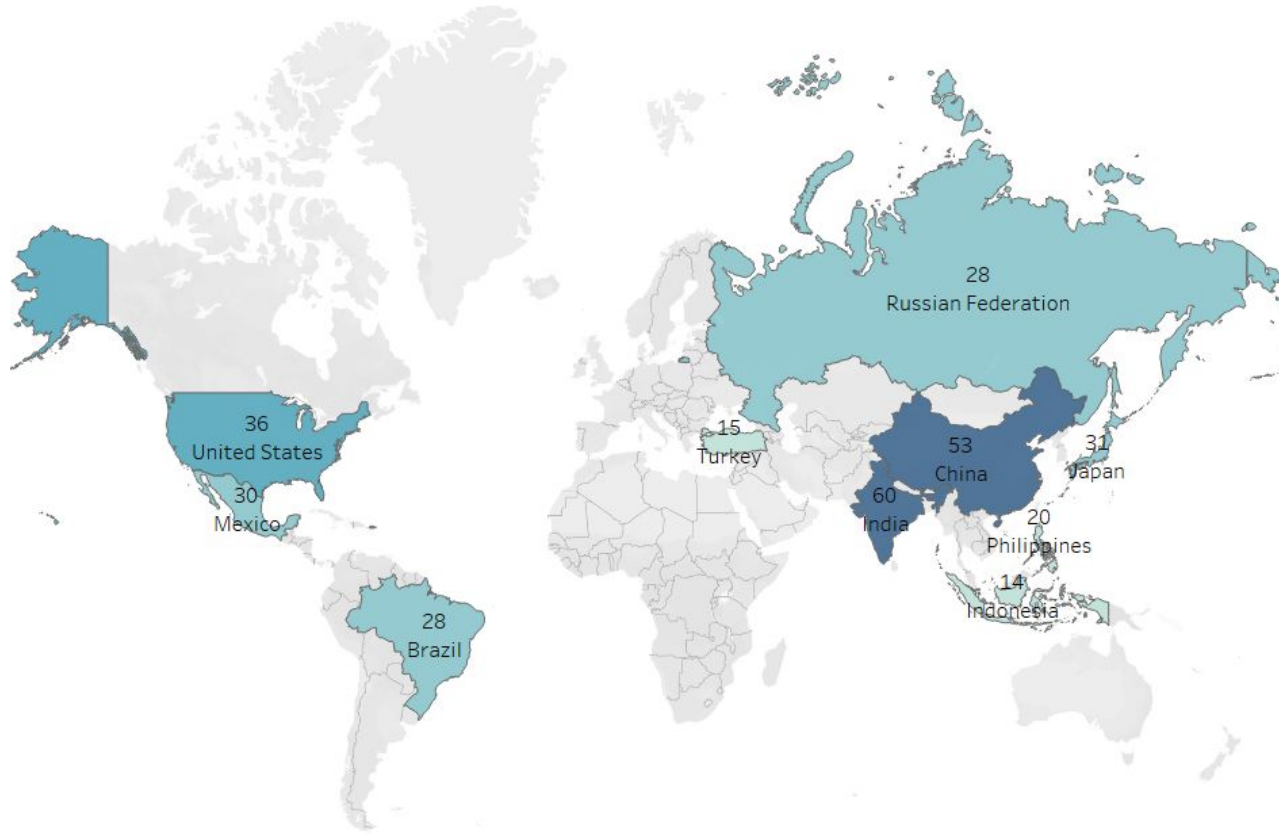 28
Russian Federation
36
United States
15
Turkey
53
China
31
Japan
30
Mexico
60
India
20
Philippines
14
Indonesia
28
Brazil